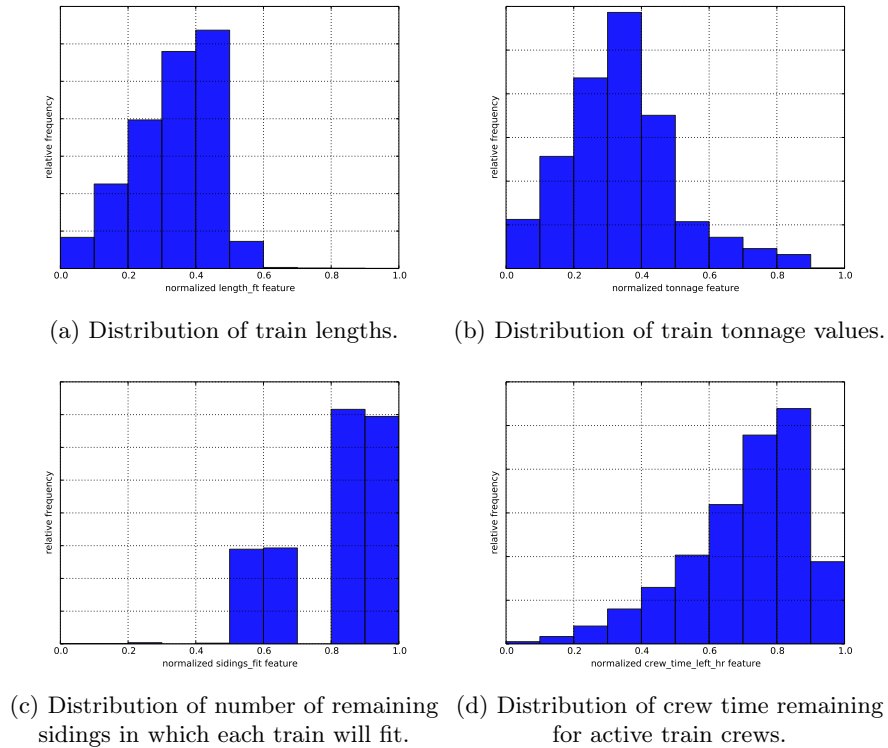 relative frequency
0.0 0.2 0.4 0.6 0.8 1.0
normalized length_ft feature
(a) Distribution of train lengths.
relative frequency
0.0 0.2 0.4 0.6 0.8 1.0
normalized tonnage feature
(b) Distribution of train tonnage values.
relative frequency
0.0 0.2 0.4 0.6 0.8 1.0
normalized sidings_fit feature
(c) Distribution of number of remaining
sidings in which each train will fit.
relative frequency
0.0 0.2 0.4 0.6 0.8 1.0
normalized crew_time_left_hr feature
(d) Distribution of crew time remaining
for active train crews.